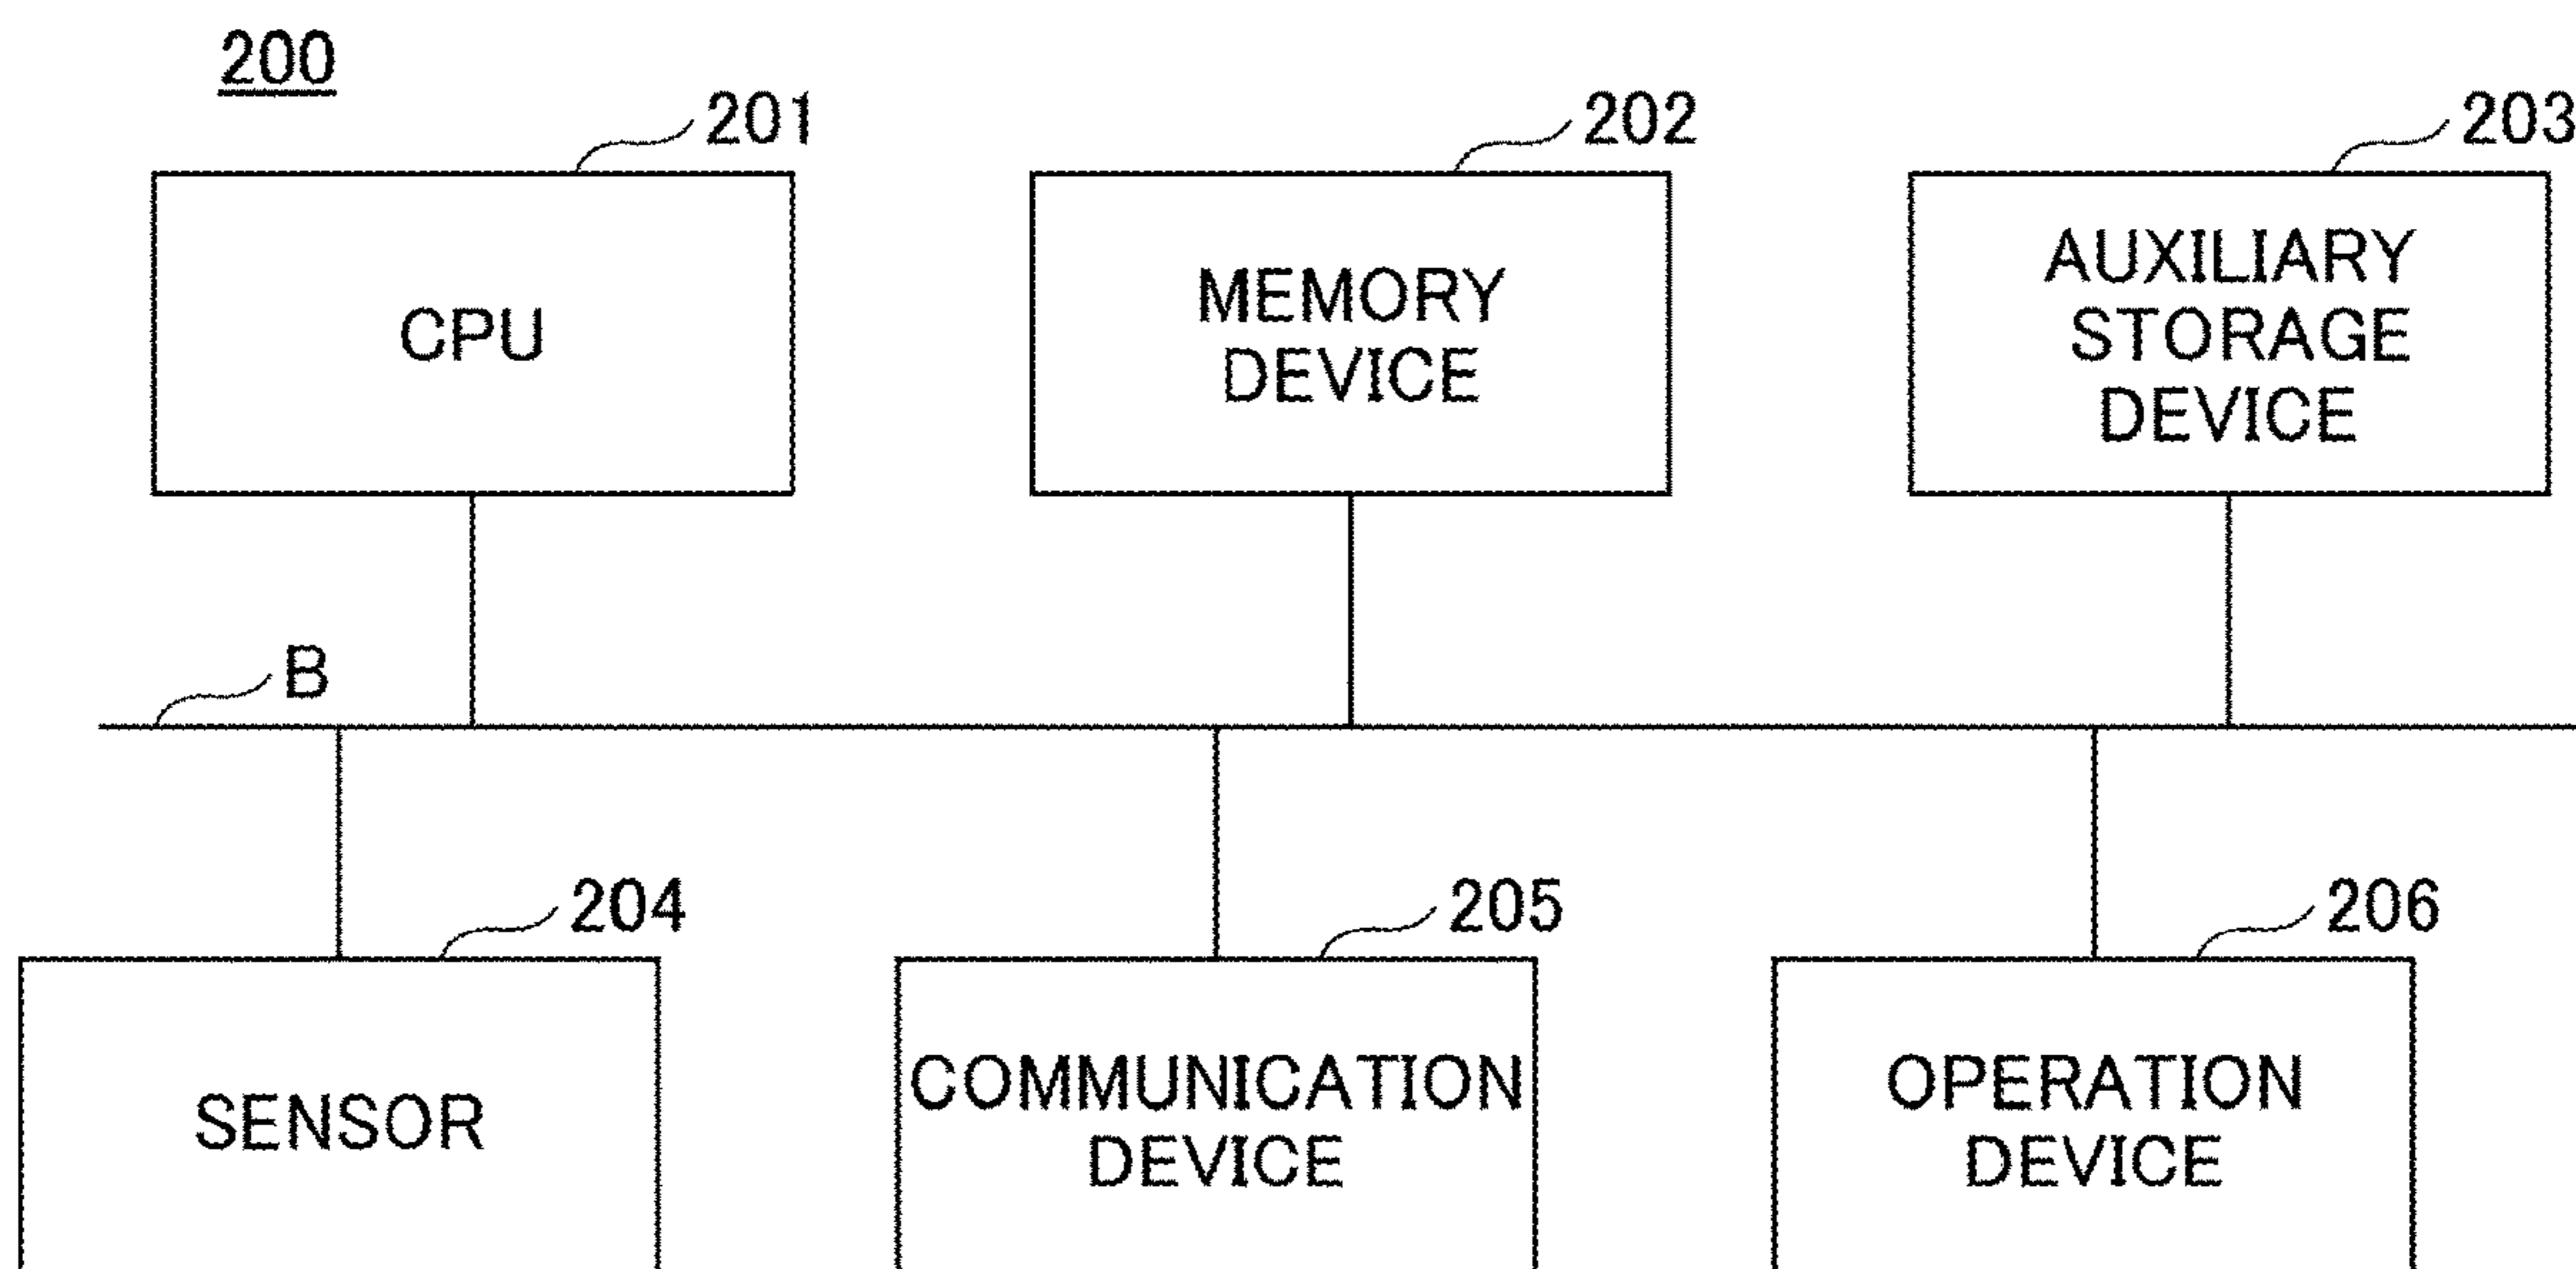 200
201
202
203
CPU
MEMORY
DEVICE
AUXILIARY
STORAGE
DEVICE
B
204
205
206
SENSOR
COMMUNICATION
DEVICE
OPERATION
DEVICE